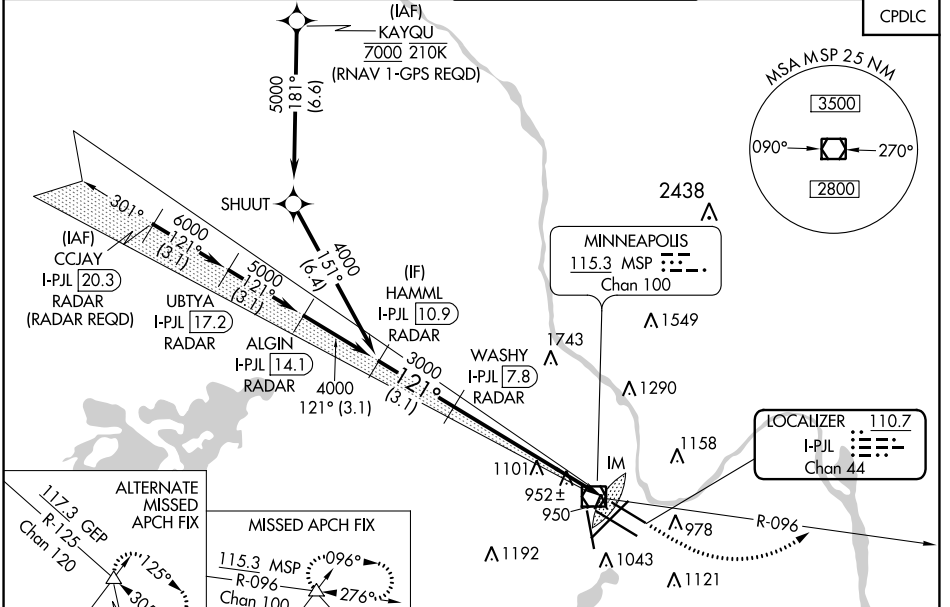 (IAF)
KAYQU
7000 210K
(RNAV 1-GPS REQD)
CPDLC
MSA MSP 25 NM
3500
090°
270°
2800
5000
181°
(6.6)
SHUUT
2438
301°
6000
121°
(3.1)
(IAF)
CCJAY
I-PJL 20.3
RADAR
(RADAR REQD)
5000
121°
(3.1)
UBTYA
I-PJL 17.2
RADAR
4000
151°
(6.4)
ALGIN
I-PJL 14.1
RADAR
4000
121° (3.1)
(IF)
HAMML
I-PJL 10.9
RADAR
3000
121°
(3.1)
WASHY
I-PJL 7.8
RADAR
MINNEAPOLIS
115.3 MSP
Chan 100
1549
1743
1290
1158
LOCALIZER 110.7
I-PJL
Chan 44
1101
IM
952±
950
978
R-096
1192
1043
1121
ALTERNATE
MISSED
APCH FIX
117.3 GEP
R-125
Chan 120
125°
MISSED APCH FIX
115.3 MSP
R-096
Chan 100
096°
276°